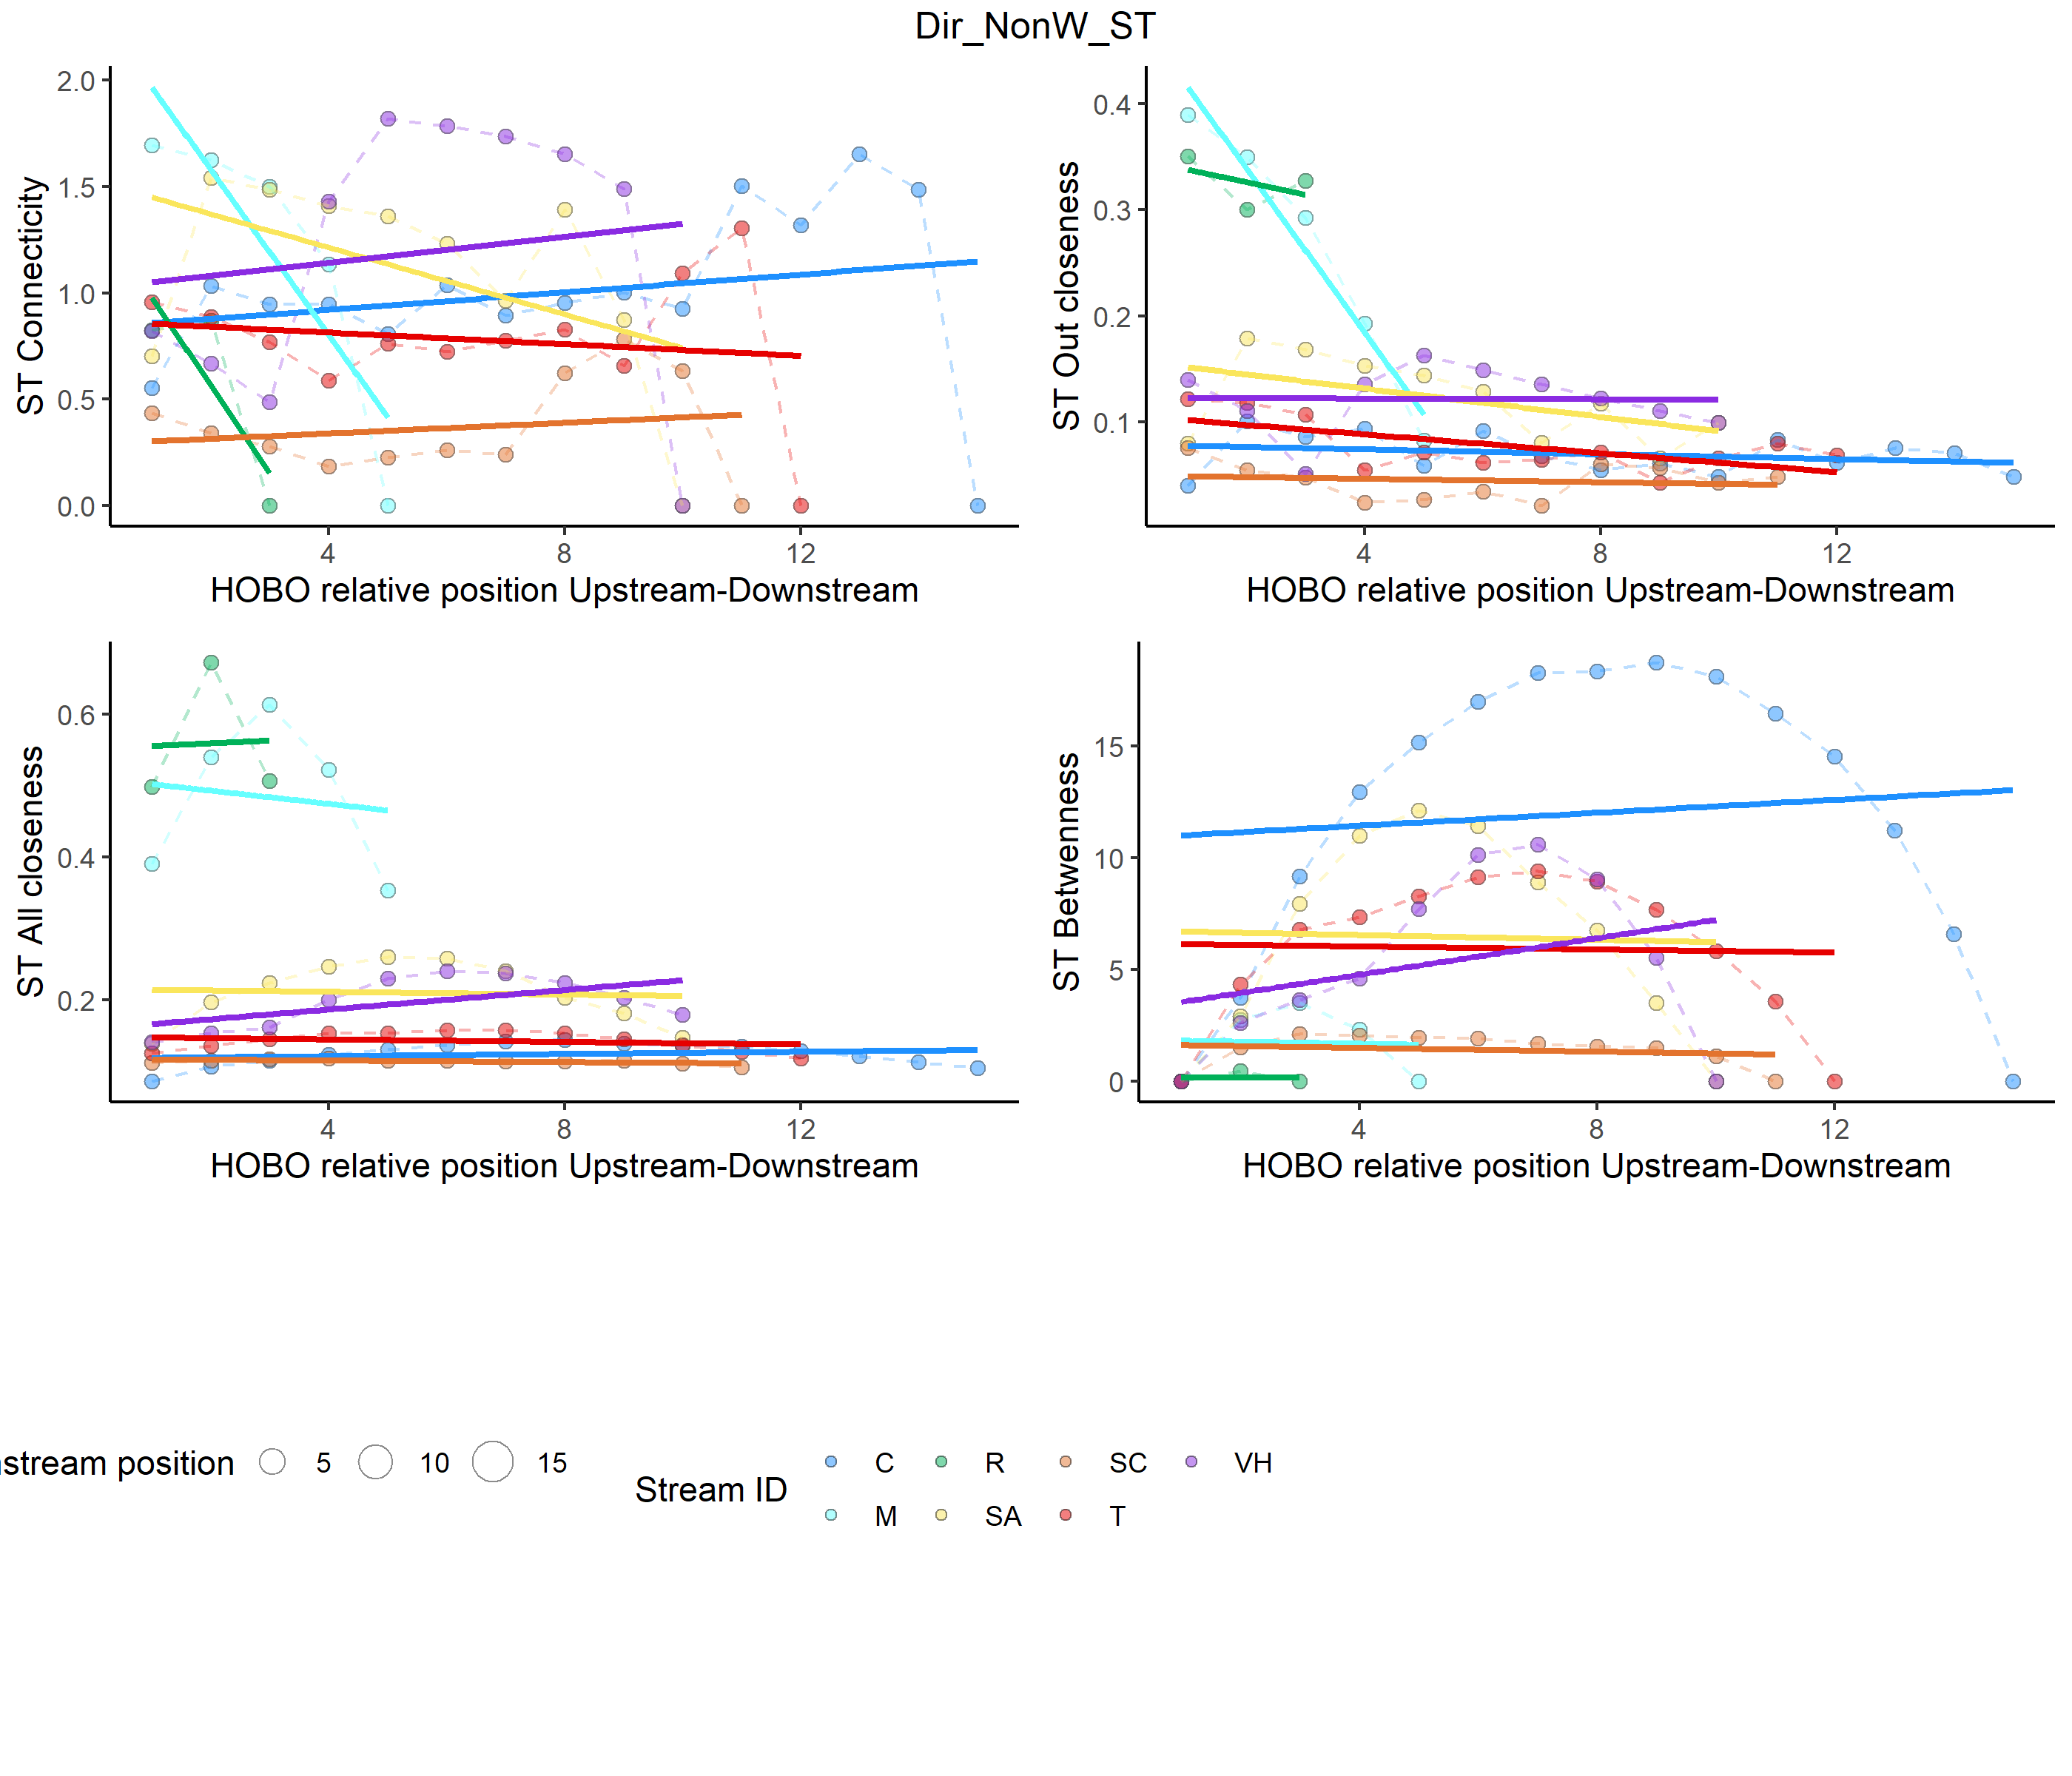 Dir_NonW_ST
ST Connecticity
2.0
1.5
1.0
0.5
0.0
4 8 12
HOBO relative position Upstream-Downstream
ST Out closeness
0.4
0.3
0.2
0.1
4 8 12
HOBO relative position Upstream-Downstream
ST All closeness
0.6
0.4
0.2
4 8 12
HOBO relative position Upstream-Downstream
ST Betwenness
15
10
5
0
4 8 12
HOBO relative position Upstream-Downstream
nstream position 5 10 15
Stream ID
C R SC VH
M SA T